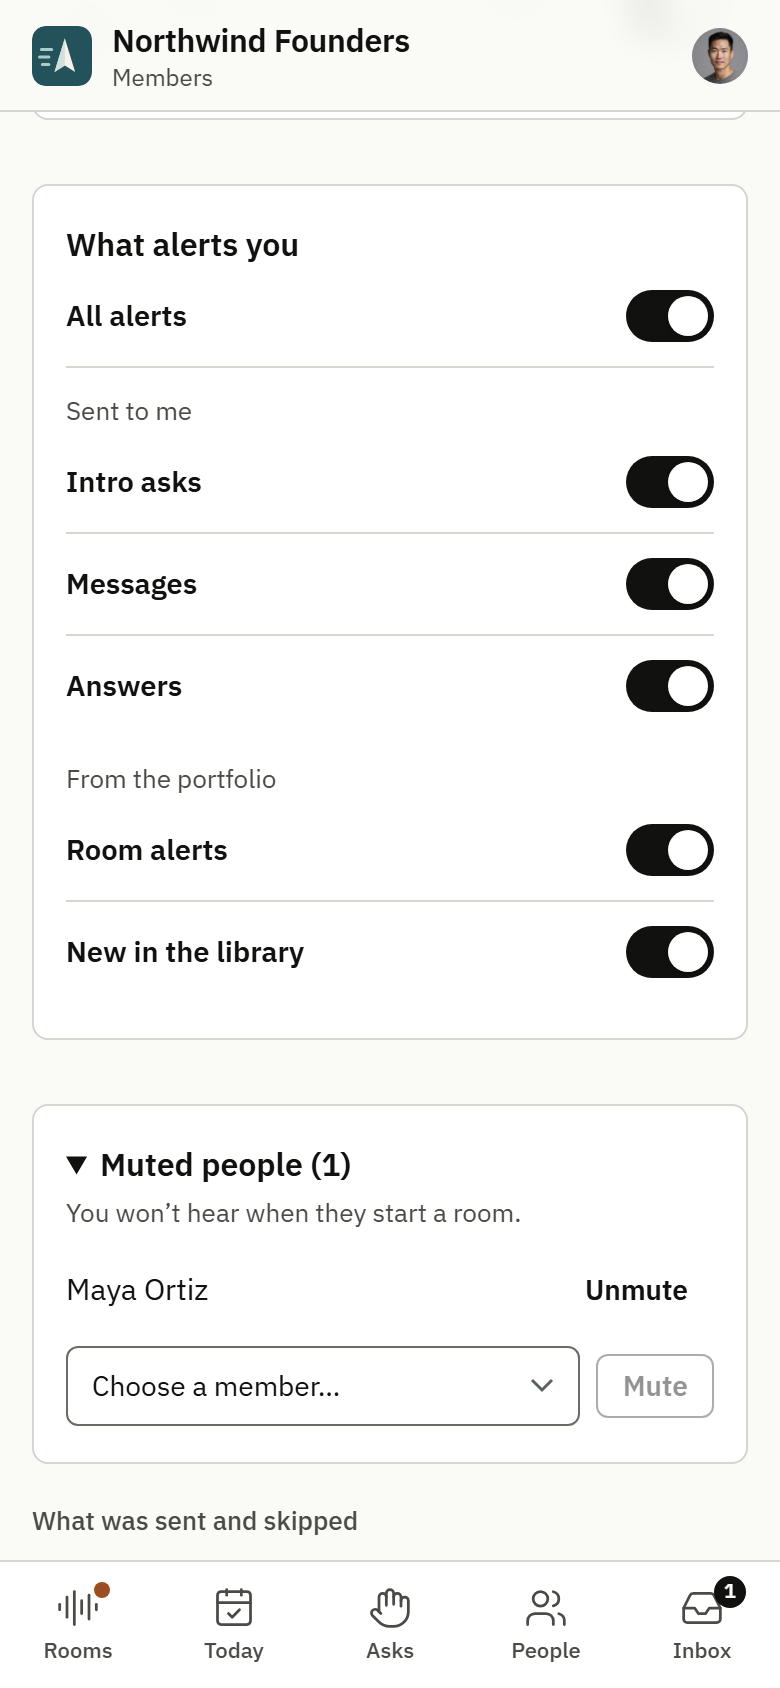 Northwind Founders
Members
What alerts you
All alerts
Sent to me
Intro asks
Messages
Answers
From the portfolio
Room alerts
New in the library
Muted people (1)
You won’t hear when they start a room.
Maya Ortiz
Unmute
Choose a member...
Mute
What was sent and skipped
1
Rooms
Today
Asks
People
Inbox